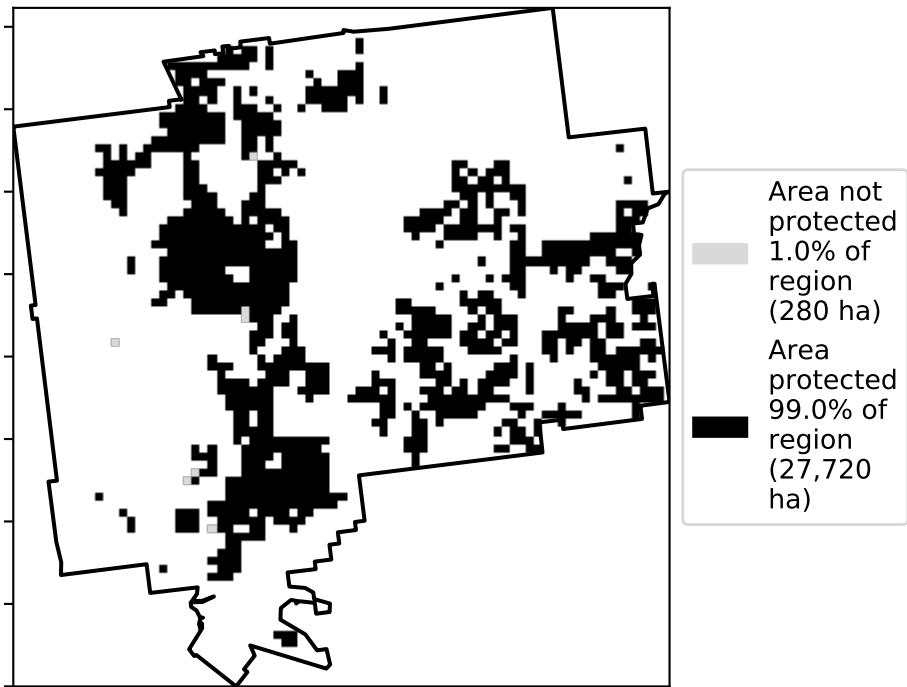 Area not
protected
1.0% of
region
(280 ha)
Area
protected
99.0% of
region
(27,720
ha)